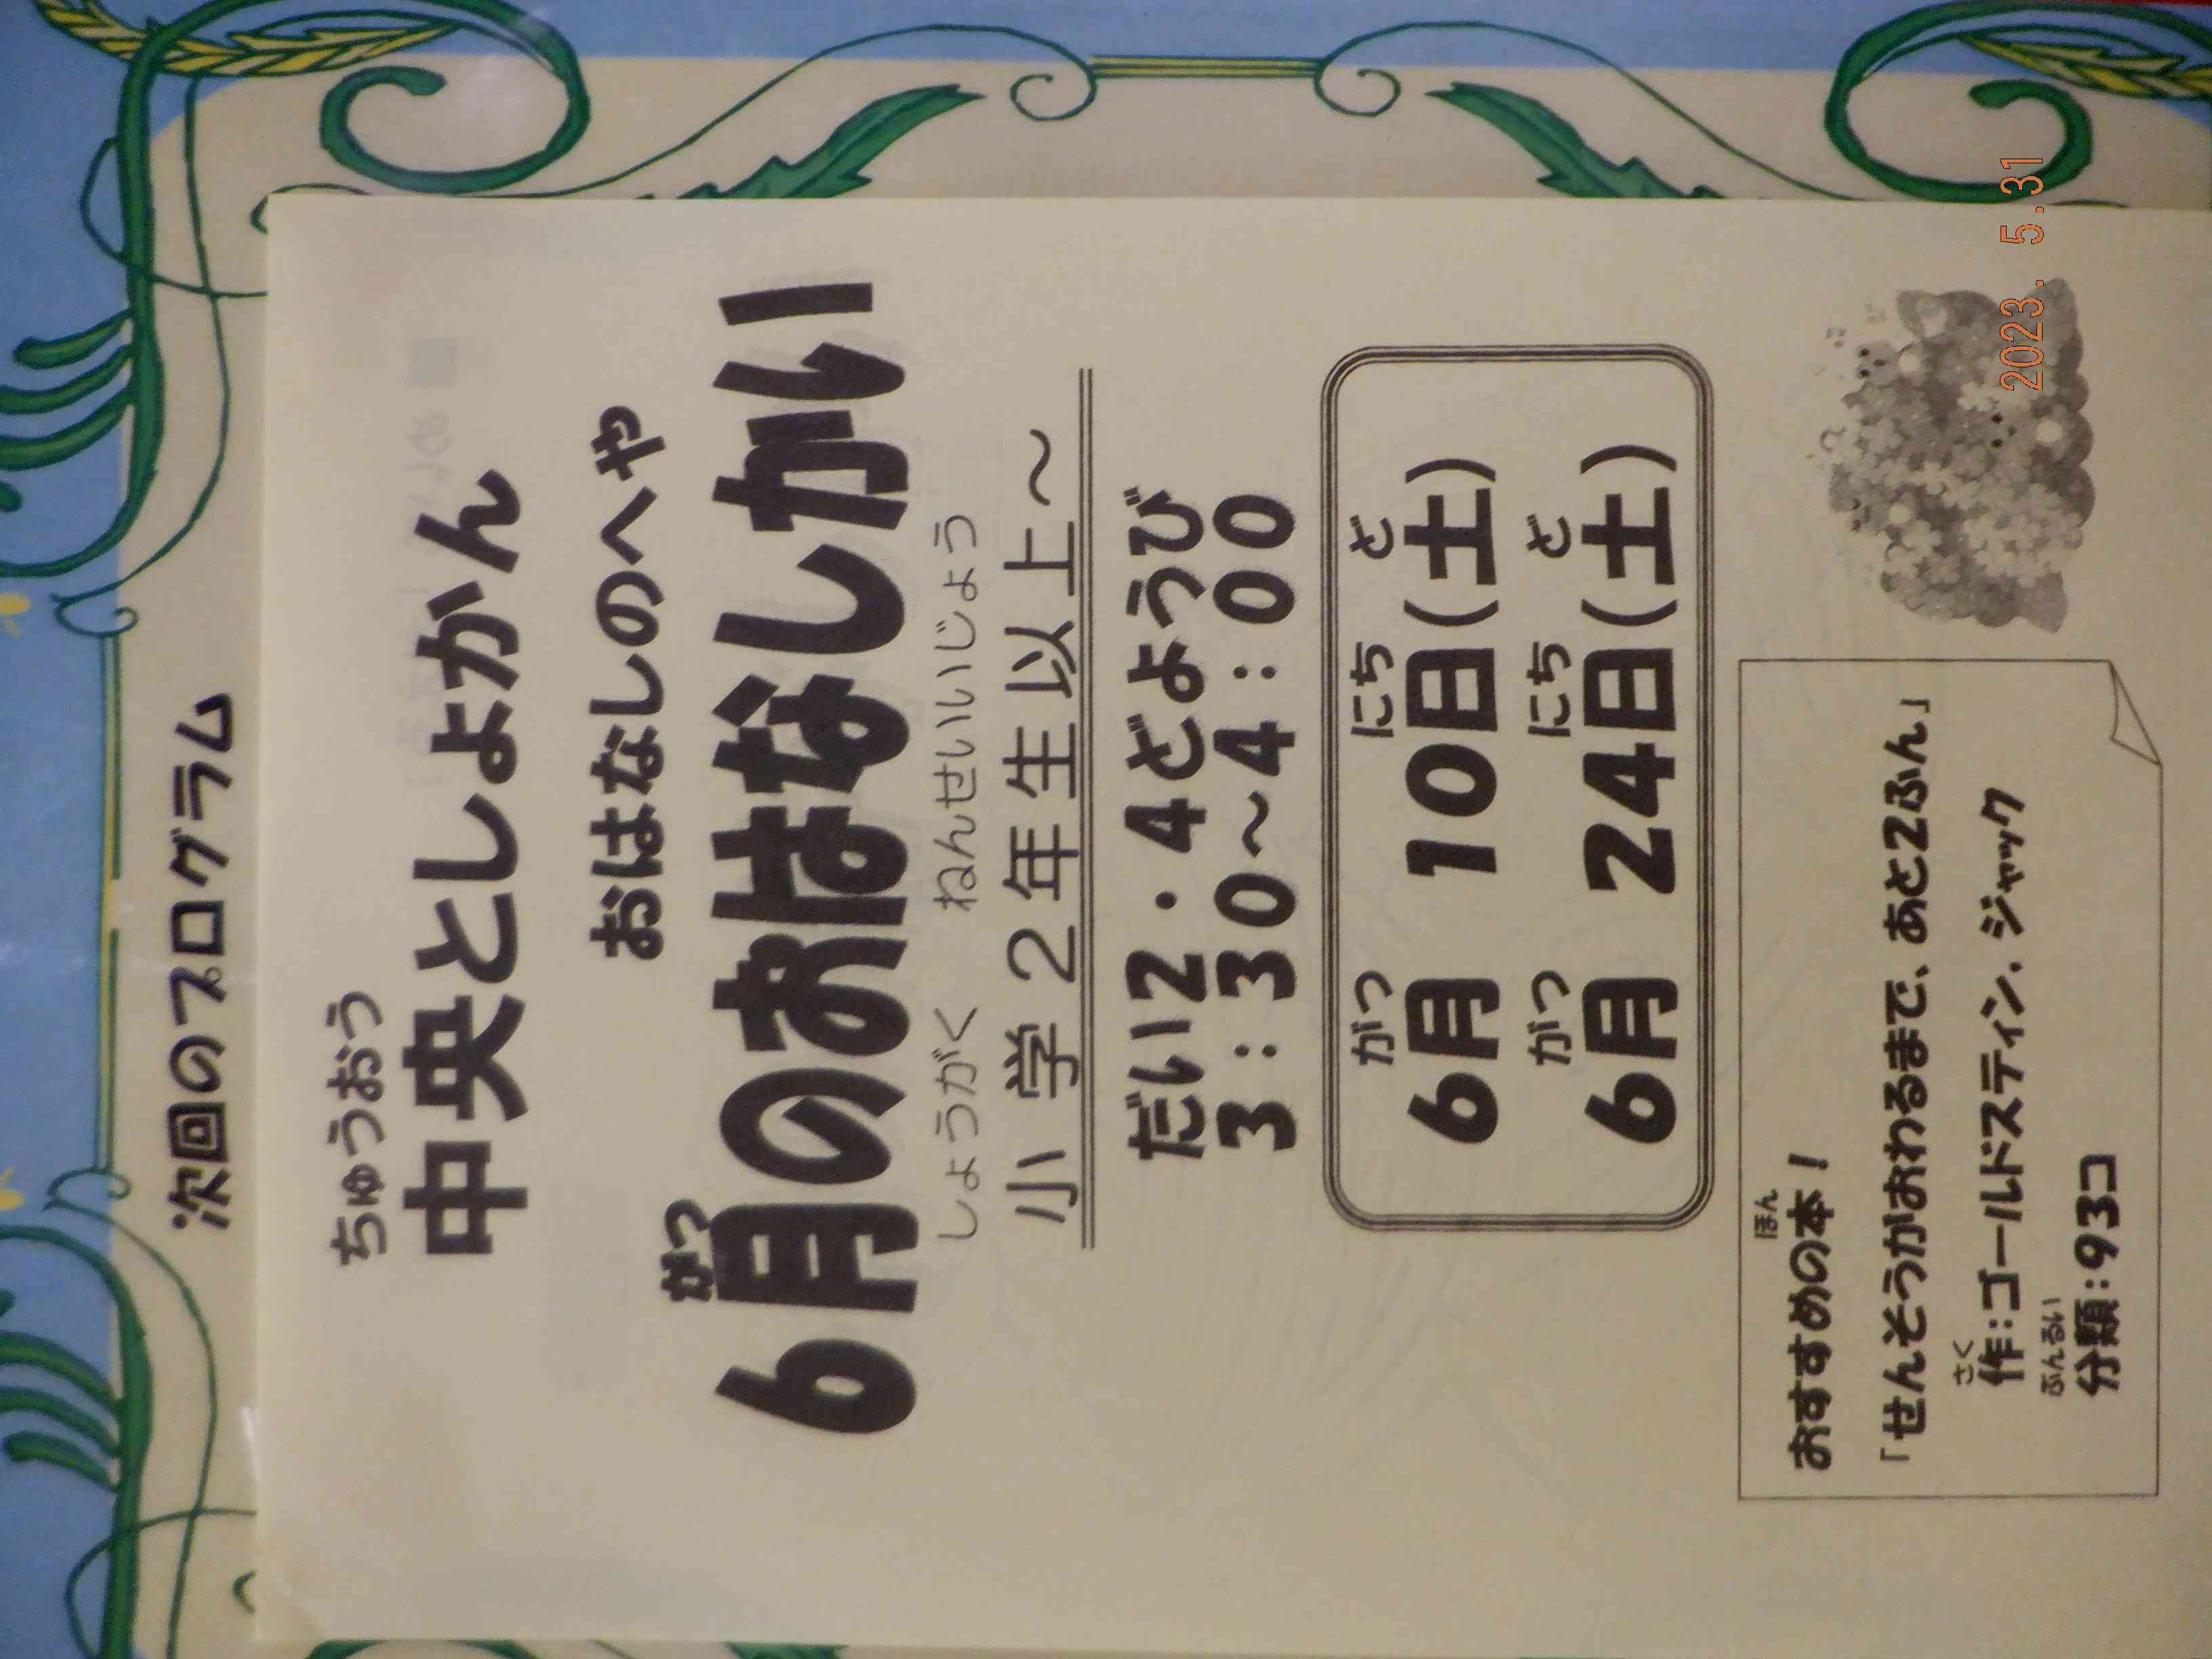 次回のプログラム
ちゅうおう
中央としょかん
おはなしのへや
がつ
6月のおはなしかい
しょうがく ねんせいいじょう
小学2年生以上~
だい2・4どようび
3:30~4:00
がつ にち ど
6月 10日(土)
がつ にち ど
6月 24日(土)
ほん
おすすめの本!
「せんそうがおわるまで、あと2ふん」
さく
作:ゴールドスティン.ジャック
ぶんるい
分類:93コ
2023. 5.31